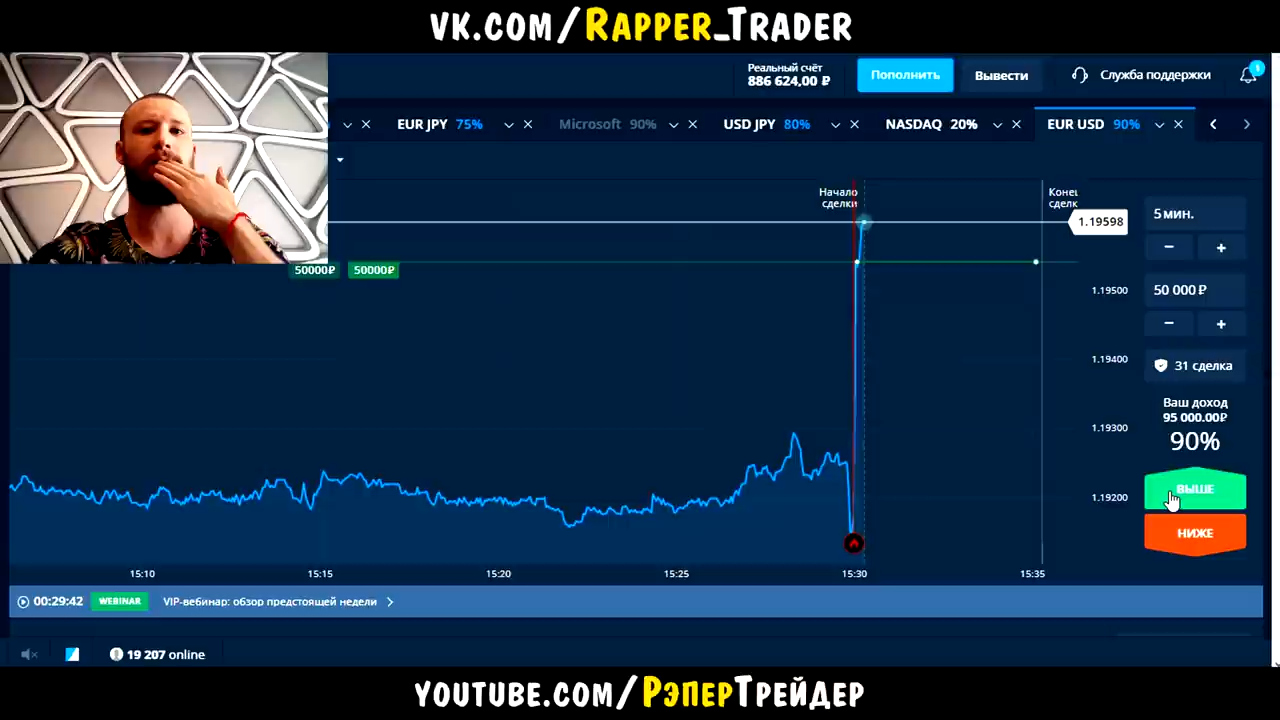 VK.COM/RAPPER_TRADER
Реальный счёт
886 624,00 ₽
Пополнить
Вывести
Служба поддержки
EUR JPY 75%
Microsoft 90%
USD JPY 80%
NASDAQ 20%
EUR USD 90%
Начало
сделки
Конец
сделк
1.19598
50000₽
50000₽
1.19500
1.19400
1.19300
1.19200
5 мин.
50 000 ₽
31 сделка
Ваш доход
95 000.00₽
90%
ВЫШЕ
НИЖЕ
15:10
15:15
15:20
15:25
15:30
15:35
00:29:42
WEBINAR
VIP-вебинар: обзор предстоящей недели
19 207 online
YOUTUBE.COM/РЭПЕРТРЕЙДЕР